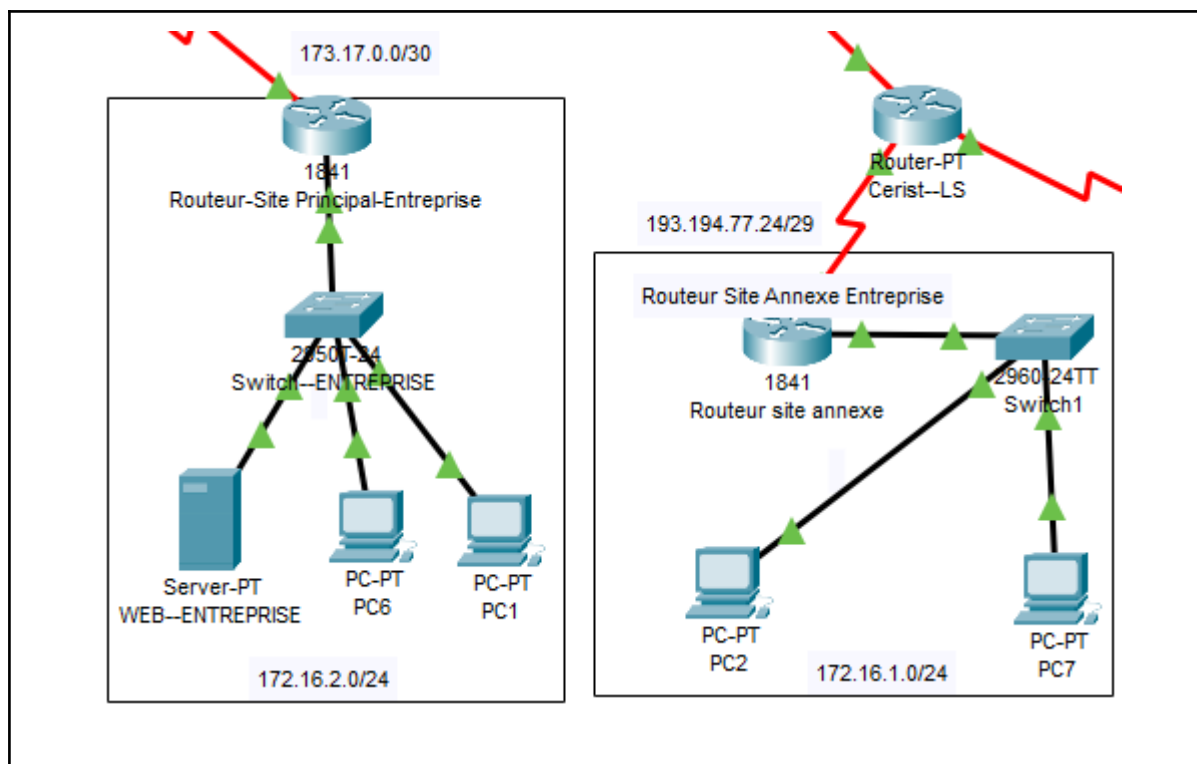 173.17.0.0/30
1841
Routeur-Site Principal-Entreprise
2950T-24
Switch--ENTREPRISE
Server-PT
WEB--ENTREPRISE
PC-PT
PC6
PC-PT
PC1
172.16.2.0/24
Router-PT
Cerist--LS
193.194.77.24/29
Routeur Site Annexe Entreprise
1841
Routeur site annexe
2960-24TT
Switch1
PC-PT
PC2
PC-PT
PC7
172.16.1.0/24